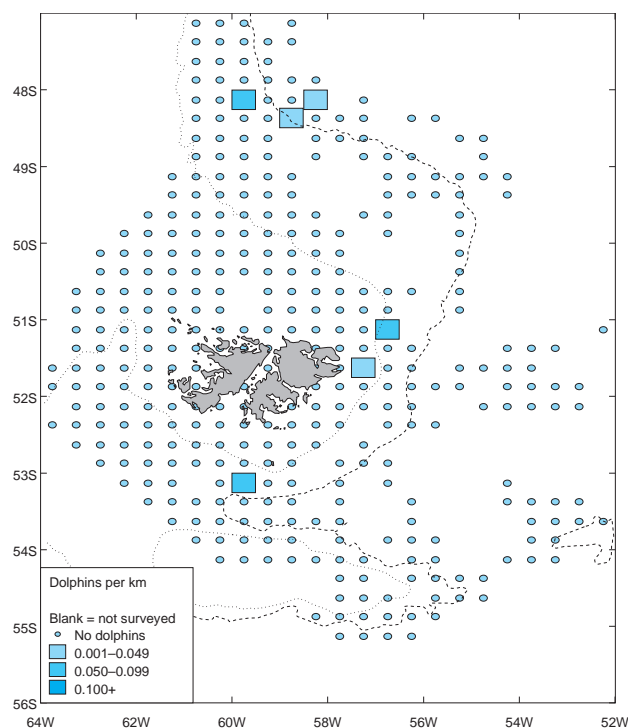 48S
49S
50S
51S
52S
53S
54S
Dolphins per km
Blank = not surveyed
No dolphins
0.001–0.049
0.050–0.099
0.100+
55S
56S
64W 62W 60W 58W 56W 54W 52W